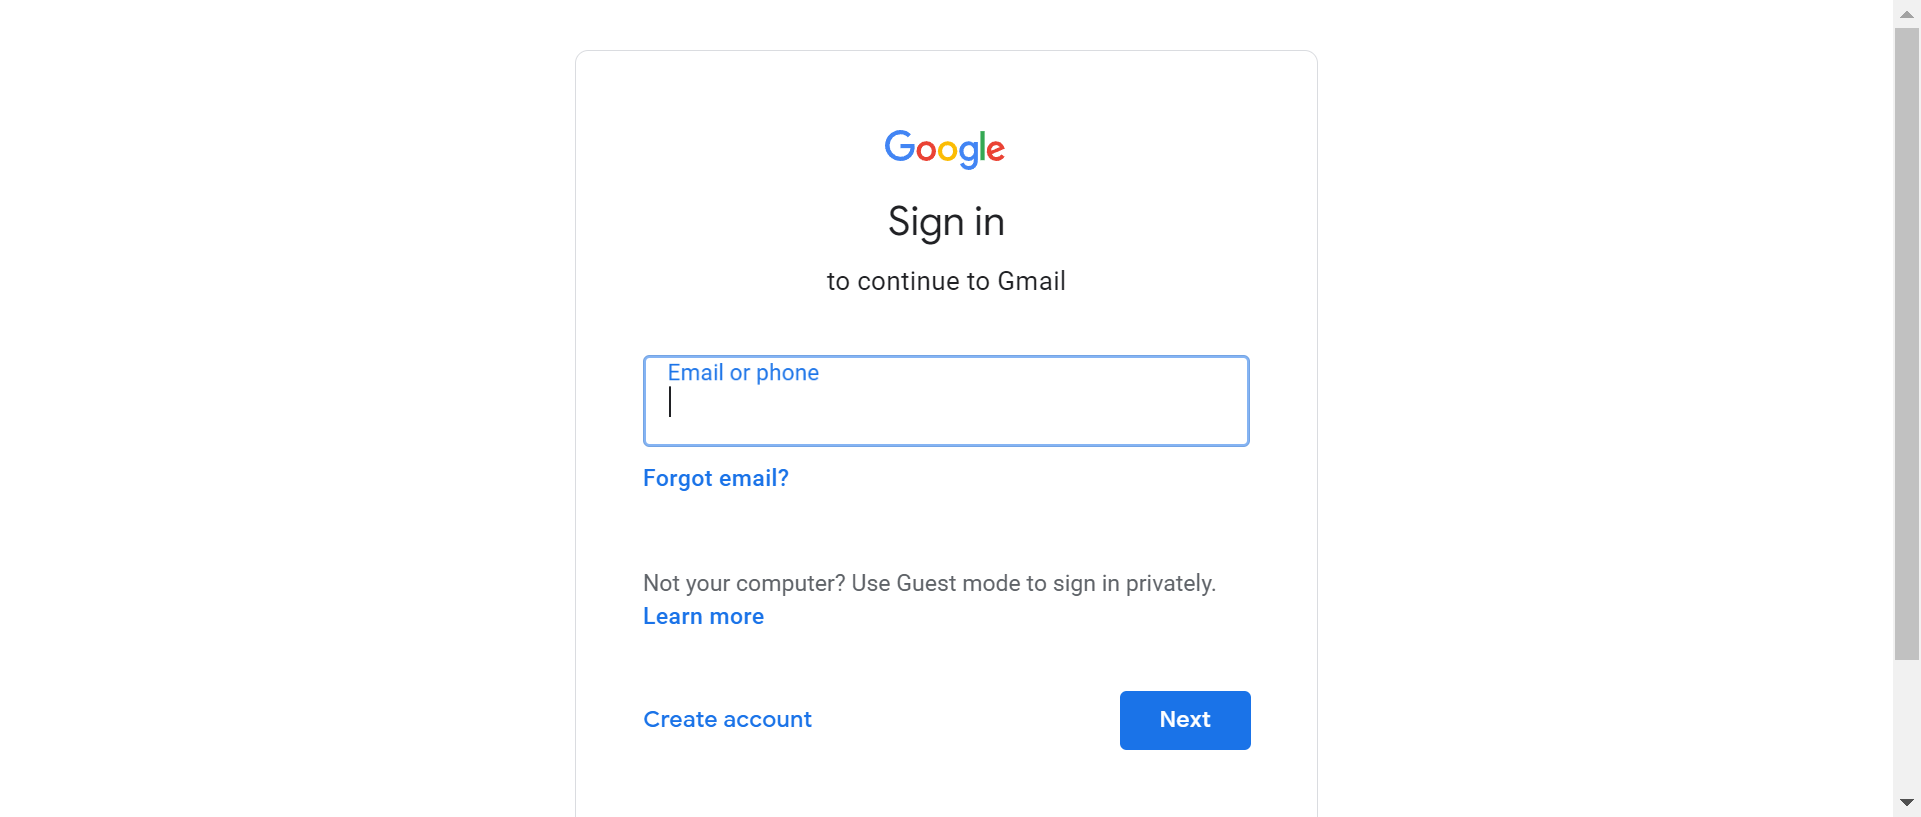 Google
Sign in
to continue to Gmail
Email or phone
Forgot email?
Not your computer? Use Guest mode to sign in privately.
Learn more
Create account
Next